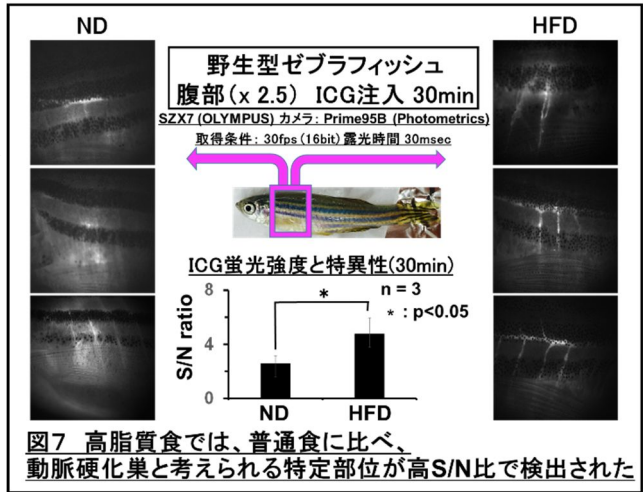 ND
HFD
野生型ゼブラフィッシュ
腹部(x 2.5) ICG注入 30min
SZX7 (OLYMPUS) カメラ: Prime95B (Photometrics)
取得条件: 30fps (16bit) 露光時間 30msec
ICG蛍光強度と特異性(30min)
8
4
0
S/N ratio
*
n = 3
* : p<0.05
ND
HFD
図7 高脂質食では、普通食に比べ、
動脈硬化巣と考えられる特定部位が高S/N比で検出された